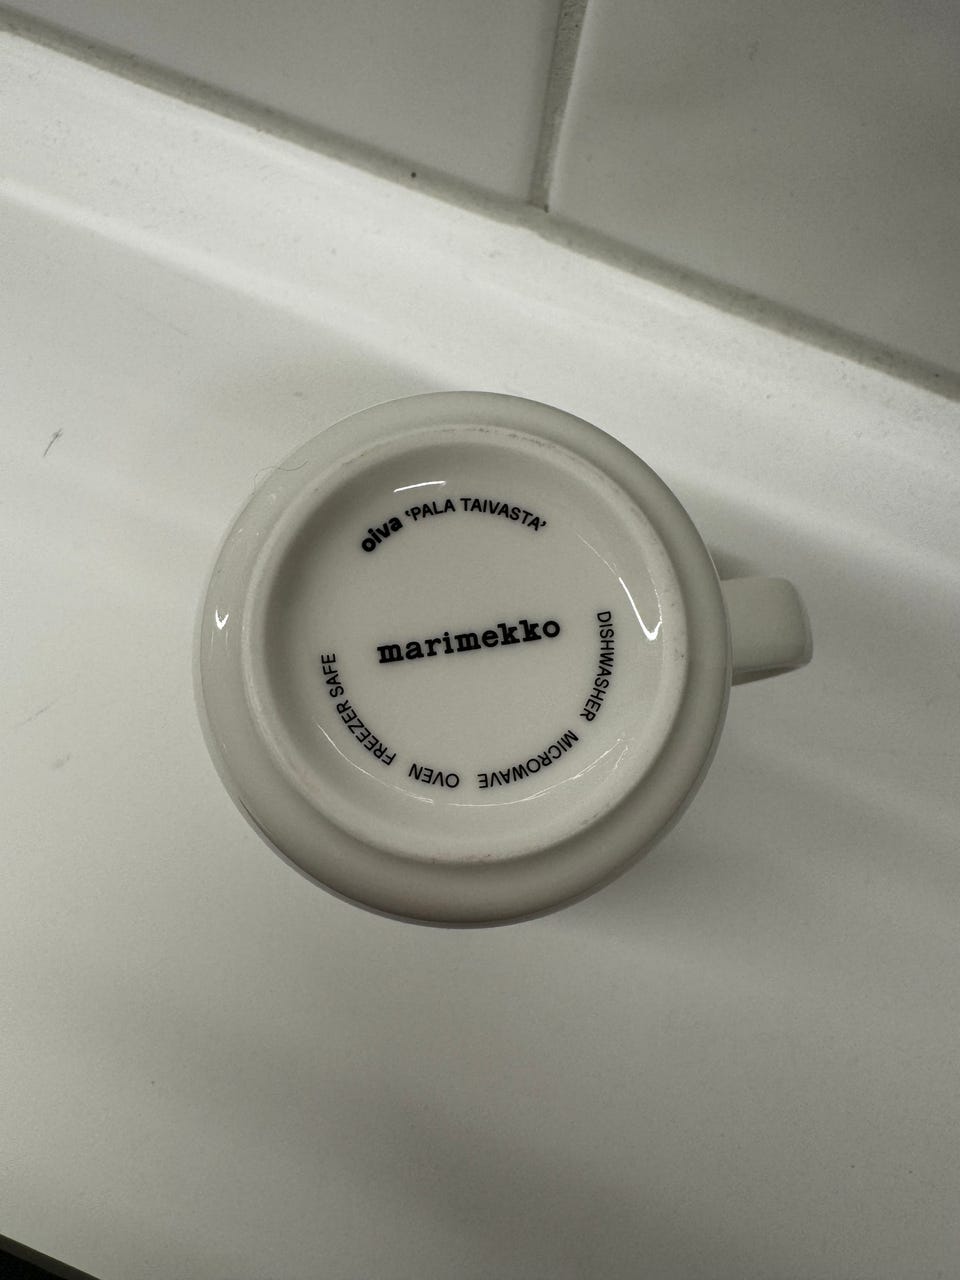 oiva ‘PALA TAIVASTA’
marimekko
DISHWASHER MICROWAVE OVEN FREEZER SAFE